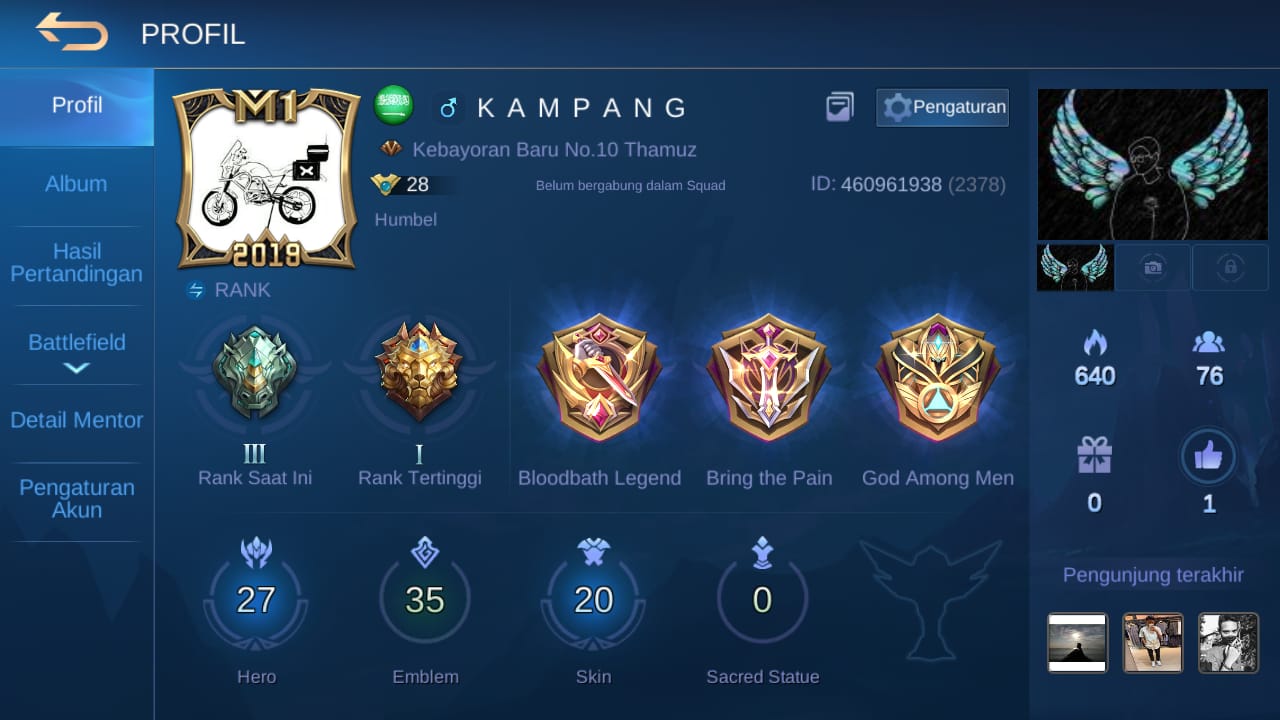 PROFIL
Profil
Album
Hasil
Pertandingan
Battlefield
Detail Mentor
Pengaturan
Akun
M1
2019
K A M P A N G
Pengaturan
Kebayoran Baru No.10 Thamuz
28
Belum bergabung dalam Squad
ID: 460961938 (2378)
Humbel
RANK
III
Rank Saat Ini
I
Rank Tertinggi
Bloodbath Legend
Bring the Pain
God Among Men
27
Hero
35
Emblem
20
Skin
0
Sacred Statue
640
76
0
1
Pengunjung terakhir